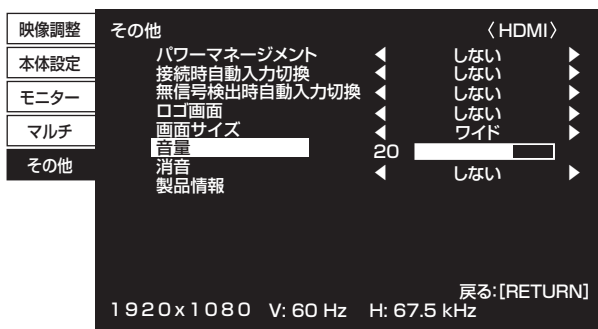 映像調整
本体設定
モニター
マルチ
その他
その他 〈HDMI〉
パワーマネージメント ◀ しない ▶
接続時自動入力切換 ◀ しない ▶
無信号検出時自動入力切換 ◀ しない ▶
ロゴ画面 ◀ しない ▶
画面サイズ ◀ ワイド ▶
音量 20
消音 ◀ しない ▶
製品情報
戻る:[RETURN]
1920x1080 V: 60 Hz H: 67.5 kHz